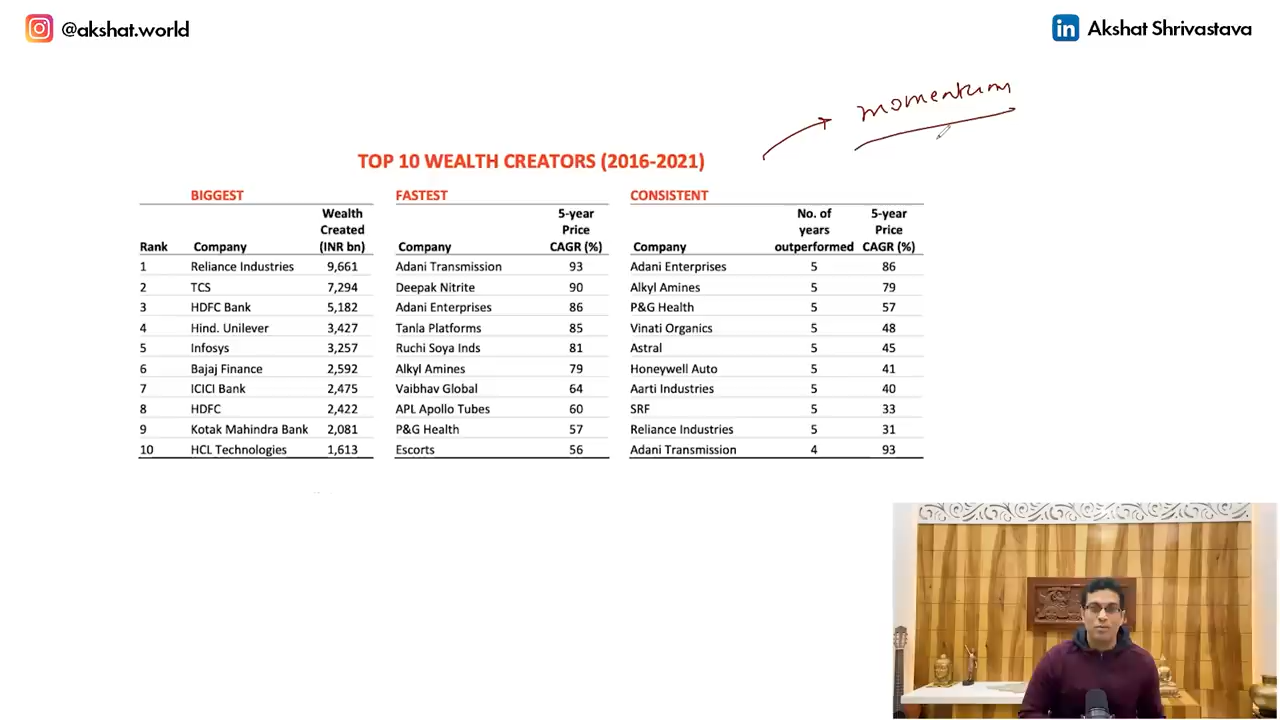 @akshat.world
in Akshat Shrivastava
momentum
TOP 10 WEALTH CREATORS (2016-2021)
BIGGEST FASTEST CONSISTENT
Wealth 5-year No. of 5-year
Created Price years Price
Rank Company (INR bn) Company CAGR (%) Company outperformed CAGR (%)
1 Reliance Industries 9,661 Adani Transmission 93 Adani Enterprises 5 86
2 TCS 7,294 Deepak Nitrite 90 Alkyl Amines 5 79
3 HDFC Bank 5,182 Adani Enterprises 86 P&G Health 5 57
4 Hind. Unilever 3,427 Tanla Platforms 85 Vinati Organics 5 48
5 Infosys 3,257 Ruchi Soya Inds 81 Astral 5 45
6 Bajaj Finance 2,592 Alkyl Amines 79 Honeywell Auto 5 41
7 ICICI Bank 2,475 Vaibhav Global 64 Aarti Industries 5 40
8 HDFC 2,422 APL Apollo Tubes 60 SRF 5 33
9 Kotak Mahindra Bank 2,081 P&G Health 57 Reliance Industries 5 31
10 HCL Technologies 1,613 Escorts 56 Adani Transmission 4 93